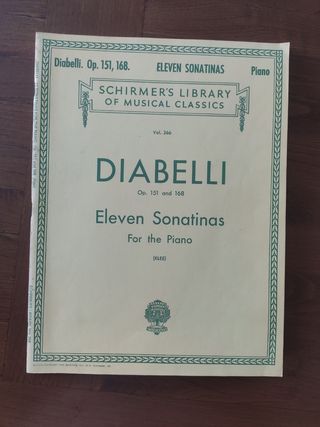 Diabelli. Op. 151, 168. ELEVEN SONATINAS Piano
SCHIRMER'S LIBRARY
OF MUSICAL CLASSICS
Vol. 266
DIABELLI
Op. 151 and 168
Eleven Sonatinas
For the Piano
(KLEE)